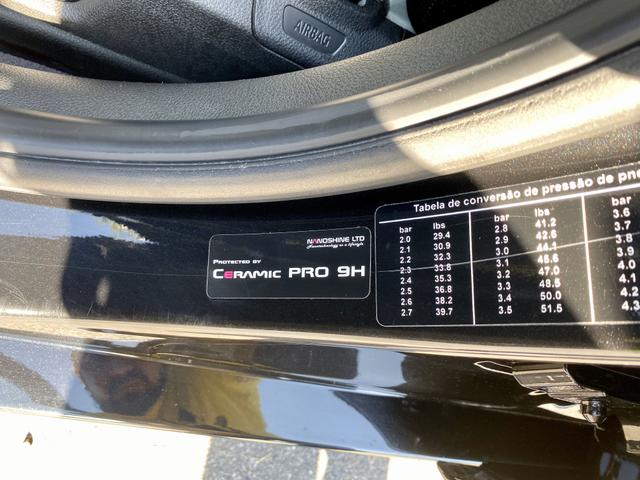 AIRBAG
NANOSHINE LTD
Nanotechnology as a lifestyle
PROTECTED BY
CERAMIC PRO 9H
Tabela de conversão de pressão de pne
bar lbs bar lbs bar
2.0 29.4 2.8 41.2 3.6
2.1 30.9 2.9 42.6 3.7
2.2 32.3 3.0 44.1 3.8
2.3 33.8 3.1 45.6 3.9
2.4 35.3 3.2 47.0 4.0
2.5 36.8 3.3 48.5 4.1
2.6 38.2 3.4 50.0 4.2
2.7 39.7 3.5 51.5 4.3